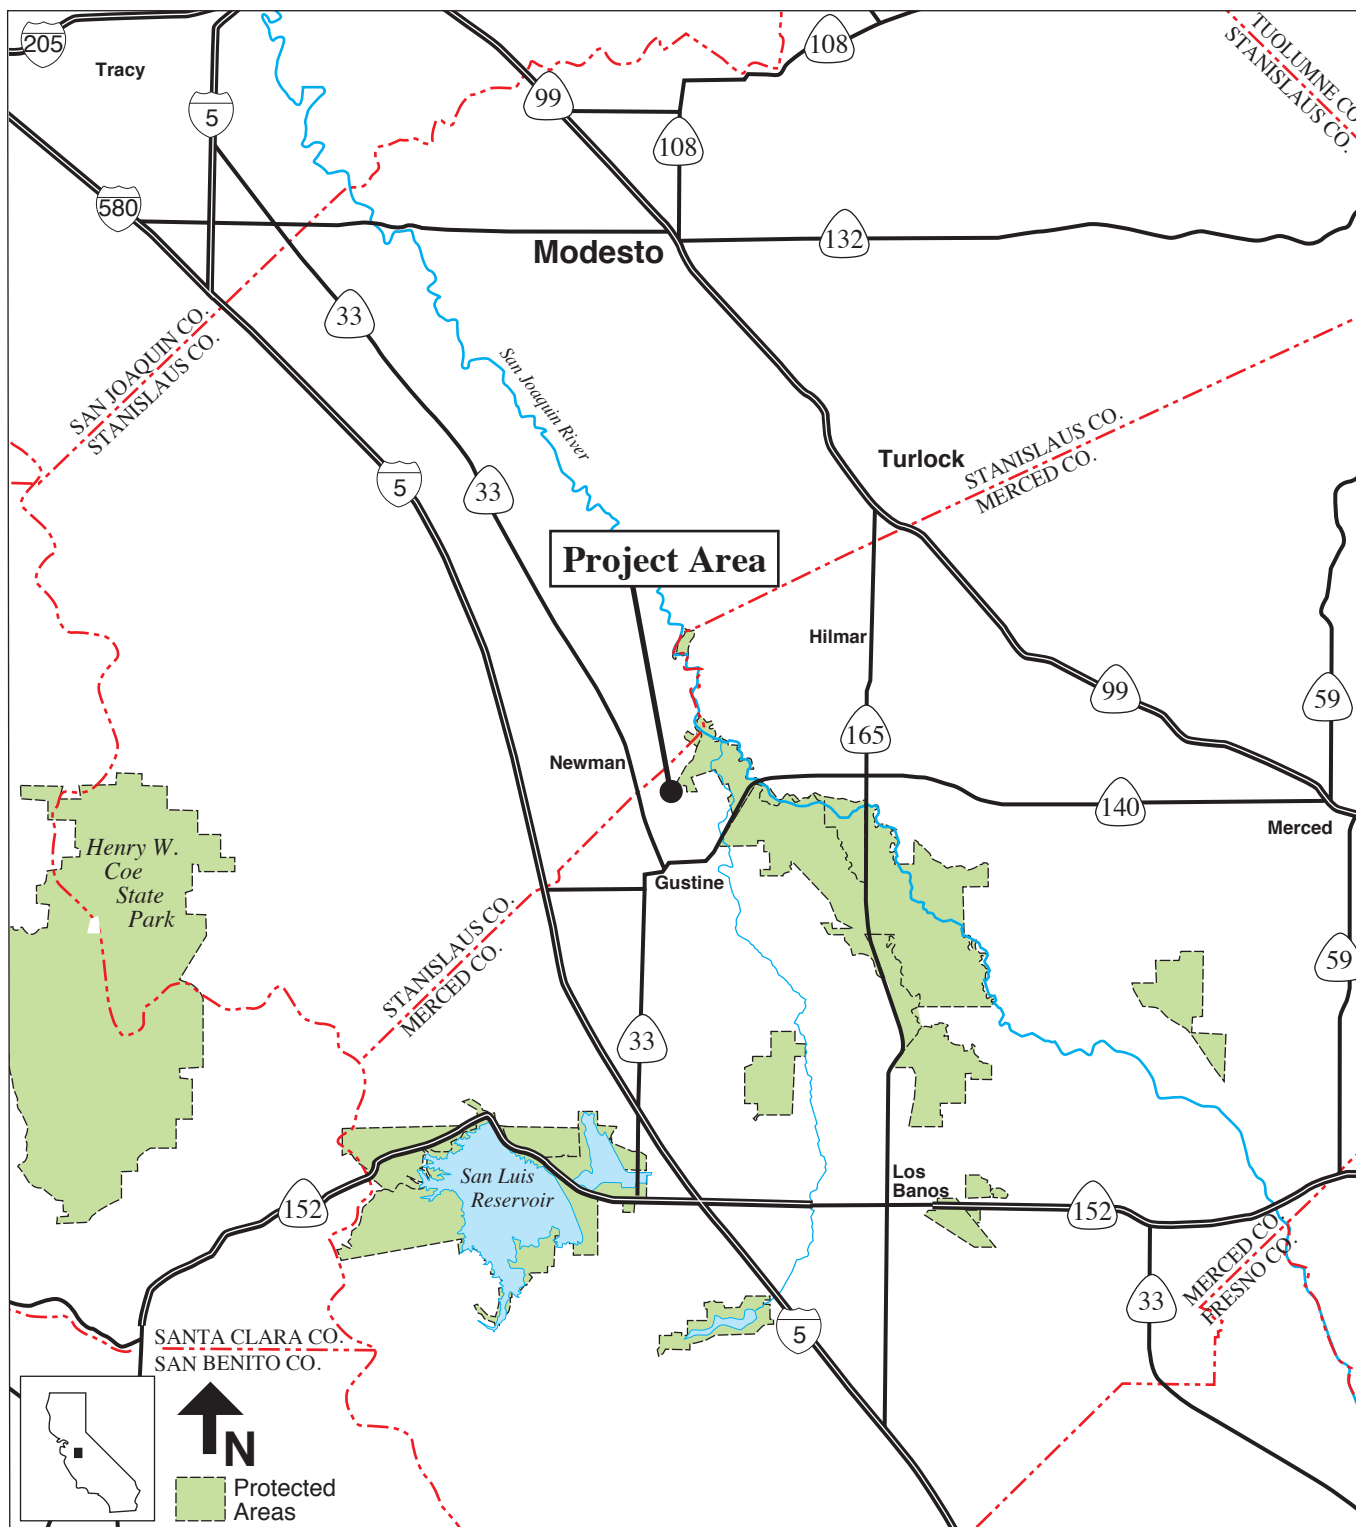 205
Tracy
108
TUOLUMNE CO.
STANISLAUS CO.
99
5
108
580
132
Modesto
33
SAN JOAQUIN CO.
STANISLAUS CO.
San Joaquin River
STANISLAUS CO.
MERCED CO.
Turlock
5
33
Project Area
Hilmar
99
59
165
Newman
140
Merced
Henry W.
Coe
State
Park
Gustine
STANISLAUS CO.
MERCED CO.
59
33
San Luis
Reservoir
Los
Banos
152
152
MERCED CO.
FRESNO CO.
33
5
SANTA CLARA CO.
SAN BENITO CO.
N
Protected
Areas